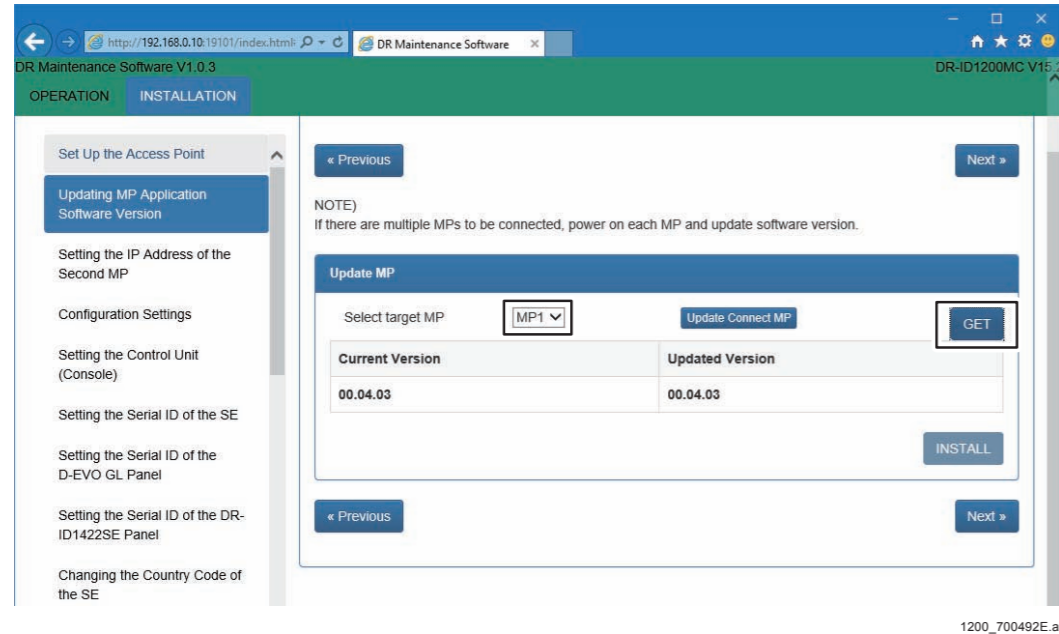 http://192.168.0.10:19101/index.html
DR Maintenance Software
DR Maintenance Software V1.0.3
DR-ID1200MC V15.
OPERATION
INSTALLATION
Set Up the Access Point
Updating MP Application
Software Version
Setting the IP Address of the
Second MP
Configuration Settings
Setting the Control Unit
(Console)
Setting the Serial ID of the SE
Setting the Serial ID of the
D-EVO GL Panel
Setting the Serial ID of the DR-
ID1422SE Panel
Changing the Country Code of
the SE
« Previous
Next »
NOTE)
If there are multiple MPs to be connected, power on each MP and update software version.
Update MP
Select target MP
MP1
Update Connect MP
GET
Current Version
Updated Version
00.04.03
00.04.03
INSTALL
« Previous
Next »
1200_700492E.a